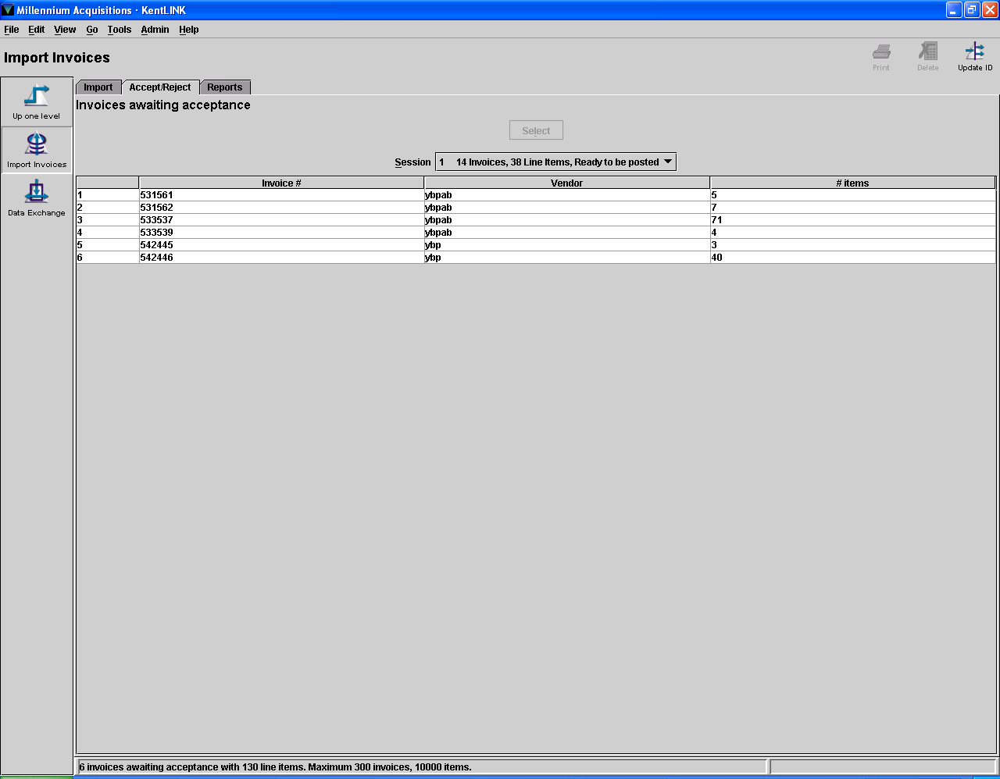 Millennium Acquisitions · KentLINK
File Edit View Go Tools Admin Help
Import Invoices
Print Delete Update ID
Up one level
Import Invoices
Data Exchange
Import Accept/Reject Reports
Invoices awaiting acceptance
Select
Session 1 14 Invoices, 38 Line Items, Ready to be posted
Invoice # Vendor # items
1 531561 ybpab 5
2 531562 ybpab 7
3 533537 ybpab 71
4 533539 ybpab 4
5 542445 ybp 3
6 542446 ybp 40
6 invoices awaiting acceptance with 130 line items. Maximum 300 invoices, 10000 items.